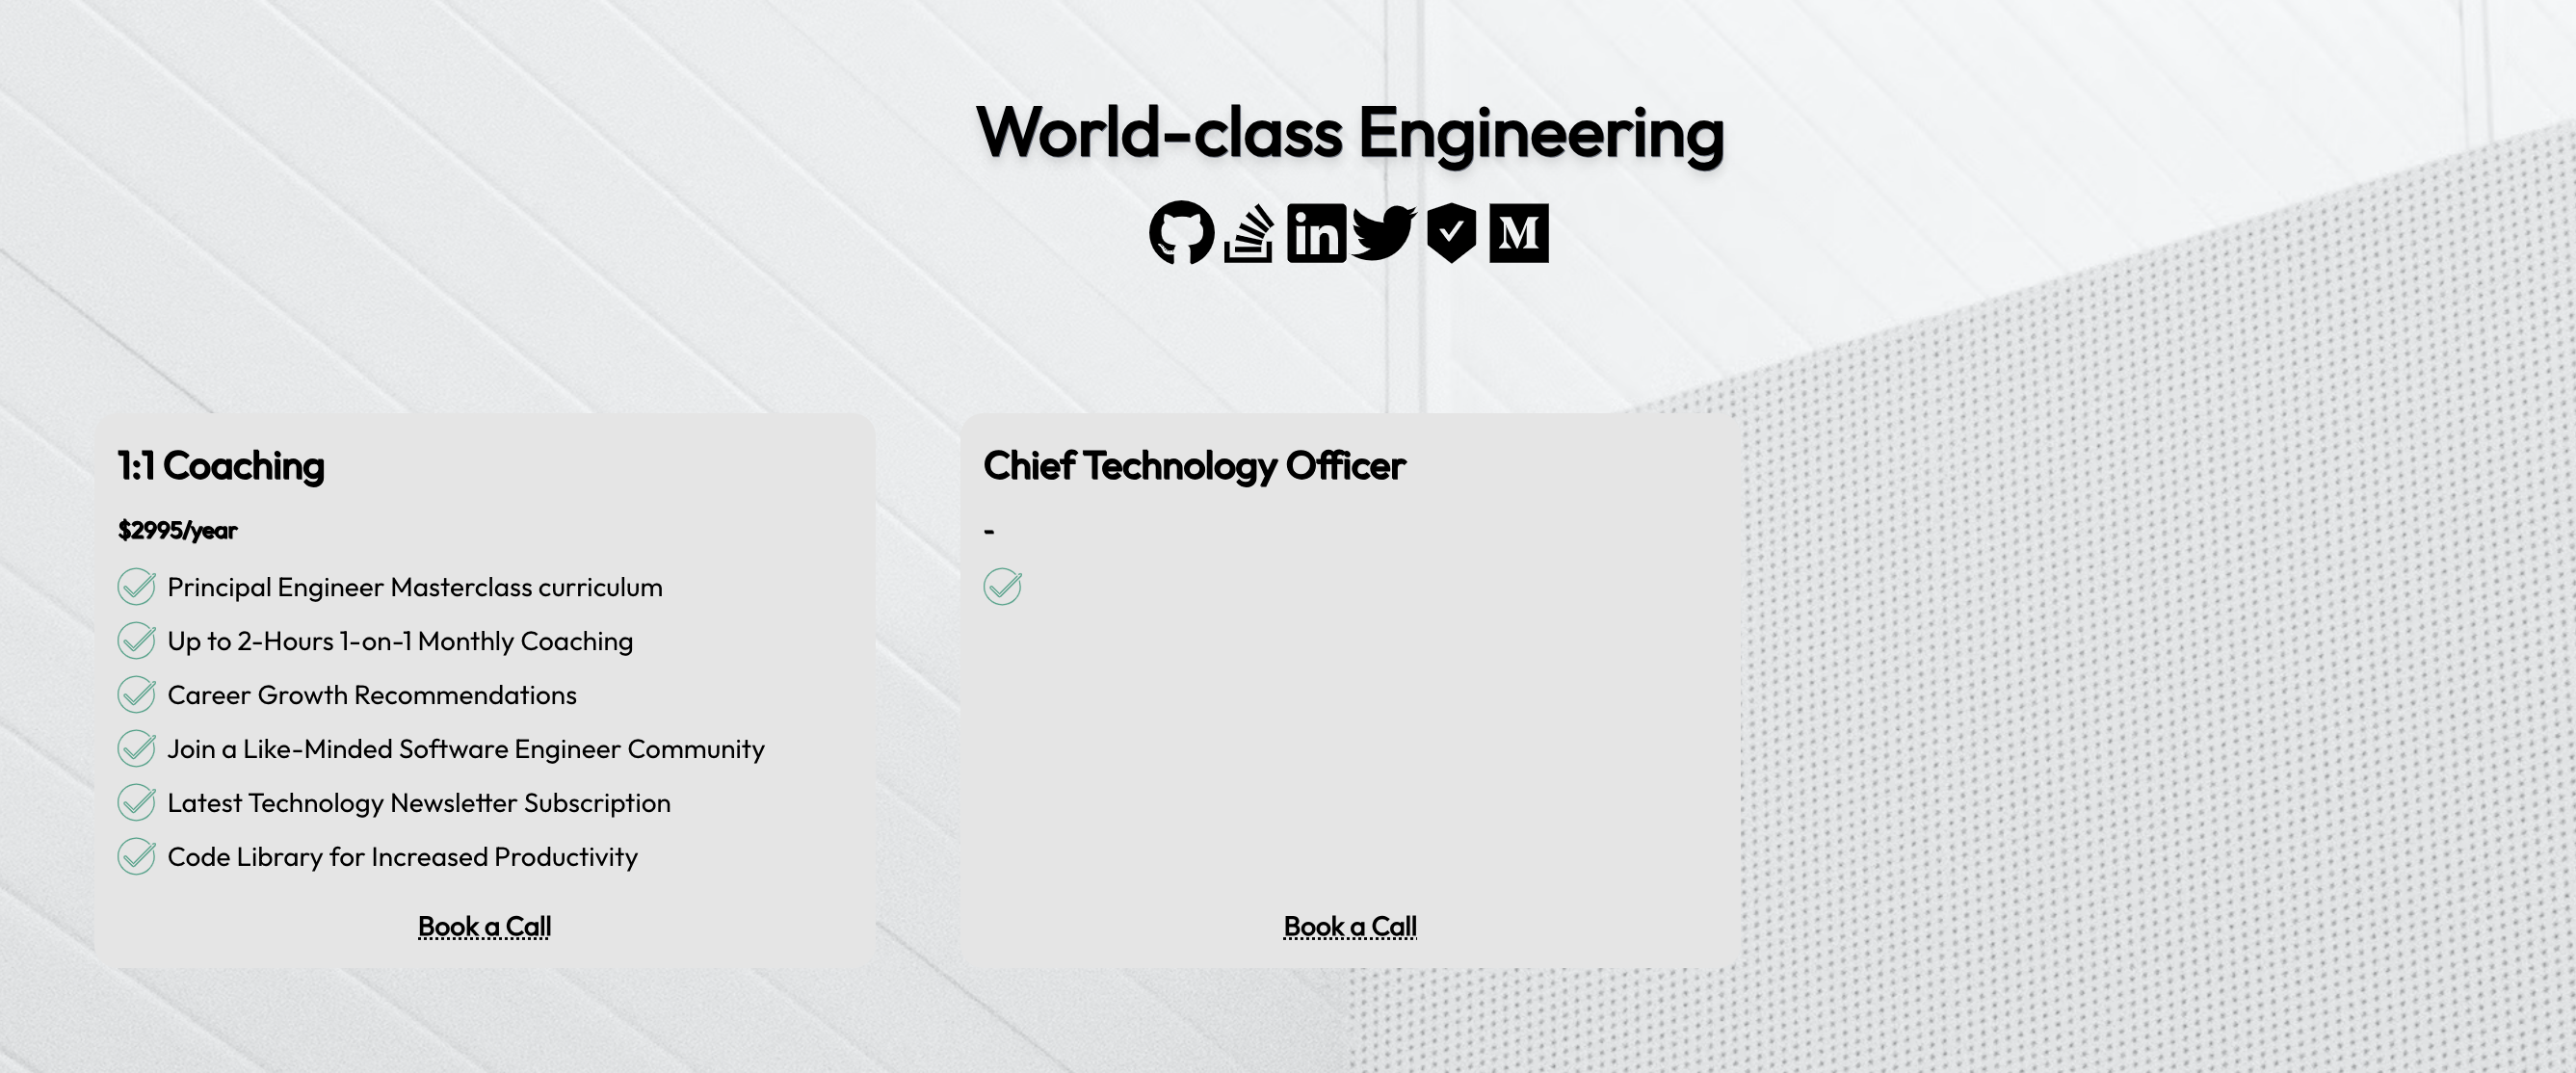 World-class Engineering
in
M
1:1 Coaching
$2995/year
Principal Engineer Masterclass curriculum
Up to 2-Hours 1-on-1 Monthly Coaching
Career Growth Recommendations
Join a Like-Minded Software Engineer Community
Latest Technology Newsletter Subscription
Code Library for Increased Productivity
Book a Call
Chief Technology Officer
-
Book a Call